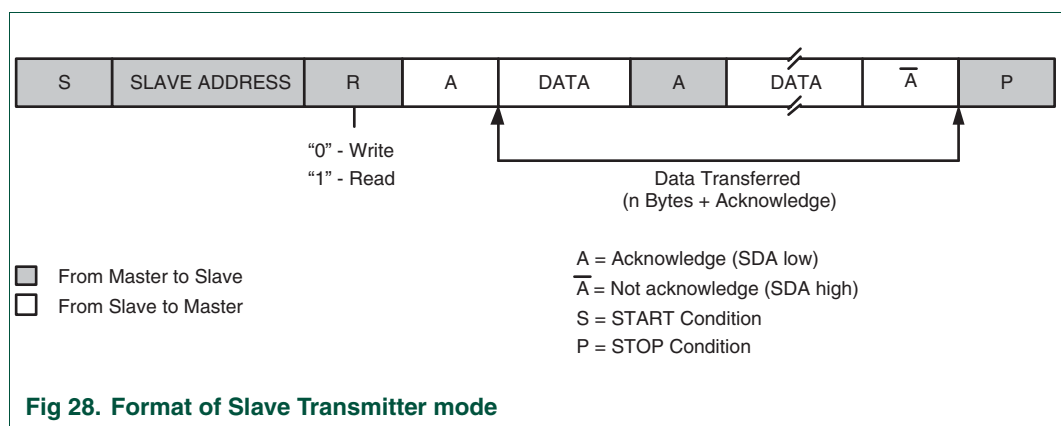 S SLAVE ADDRESS R A DATA A DATA A̅ P
“0” - Write
“1” - Read
Data Transferred
(n Bytes + Acknowledge)
From Master to Slave
From Slave to Master
A = Acknowledge (SDA low)
A̅ = Not acknowledge (SDA high)
S = START Condition
P = STOP Condition
Fig 28. Format of Slave Transmitter mode